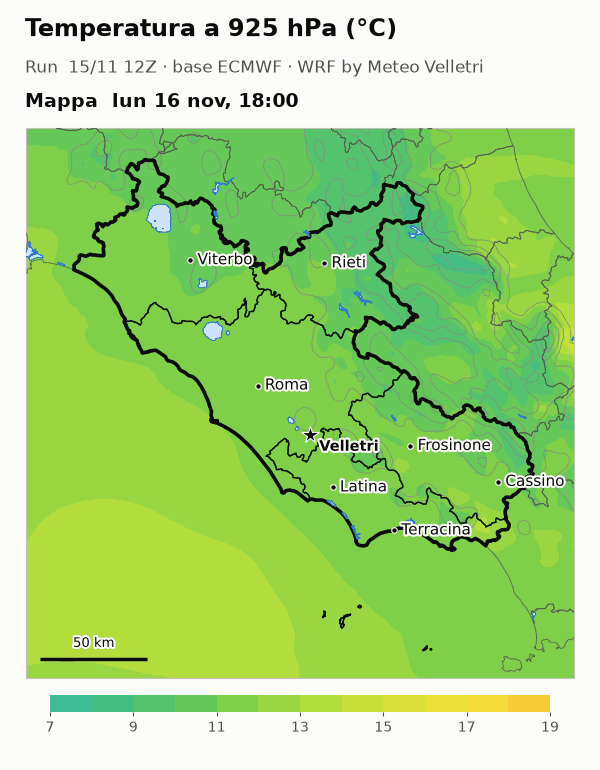 Temperatura a 925 hPa (°C)
Run  15/11 12Z · base ECMWF · WRF by Meteo Velletri
Mappa  lun 16 nov, 18:00
Viterbo
Rieti
Roma
Velletri
Frosinone
Latina
Cassino
Terracina
50 km
7 9 11 13 15 17 19